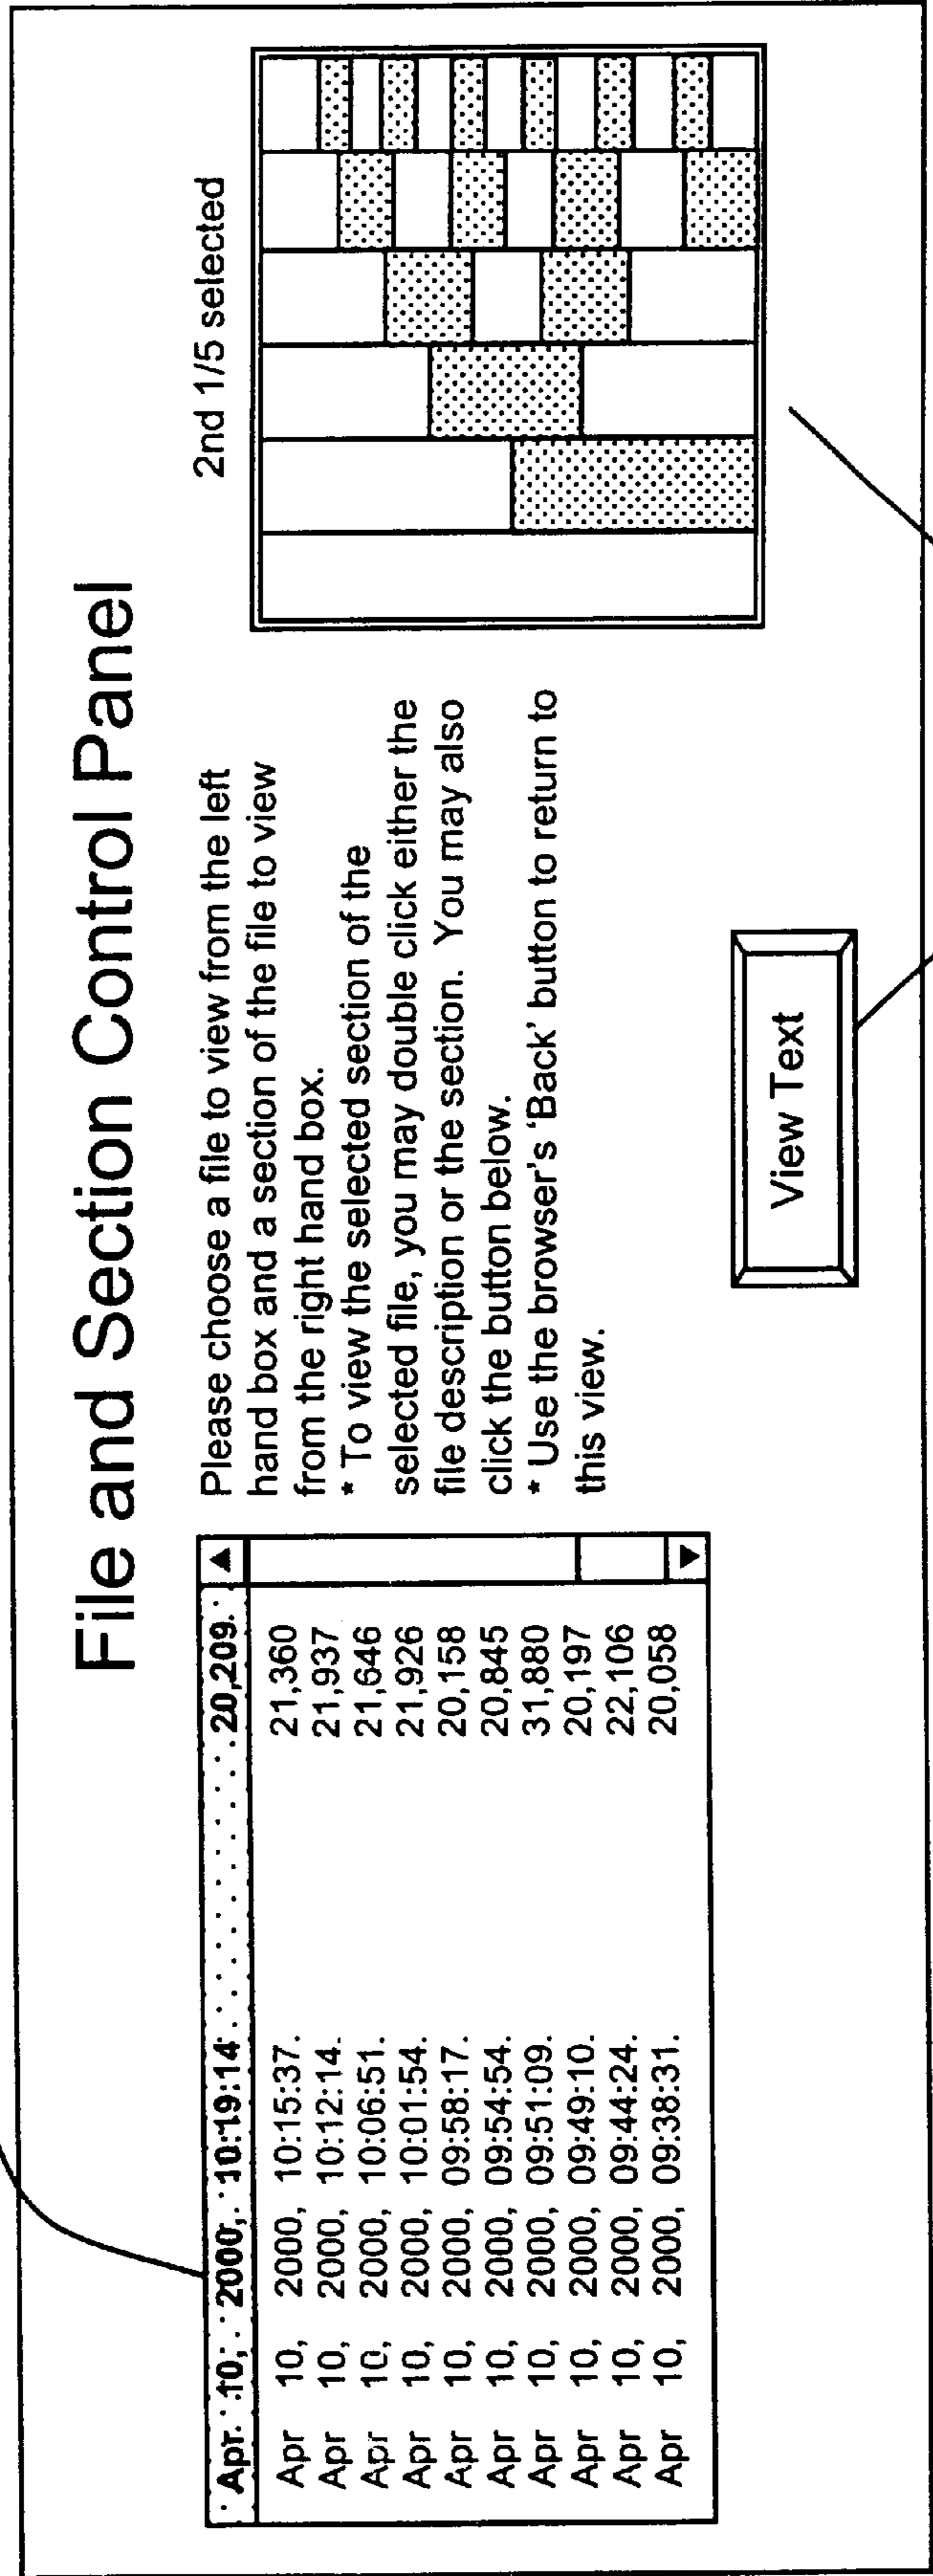 File and Section Control Panel
Apr 10, 2000, 10:19:14 20,209
Apr 10, 2000, 10:15:37. 21,360
Apr 10, 2000, 10:12:14. 21,937
Apr 10, 2000, 10:06:51. 21,646
Apr 10, 2000, 10:01:54. 21,926
Apr 10, 2000, 09:58:17. 20,158
Apr 10, 2000, 09:54:54. 20,845
Apr 10, 2000, 09:51:09. 31,880
Apr 10, 2000, 09:49:10. 20,197
Apr 10, 2000, 09:44:24. 22,106
Apr 10, 2000, 09:38:31. 20,058
Please choose a file to view from the left
hand box and a section of the file to view
from the right hand box.
* To view the selected section of the
selected file, you may double click either the
file description or the section. You may also
click the button below.
* Use the browser's 'Back' button to return to
this view.
View Text
2nd 1/5 selected